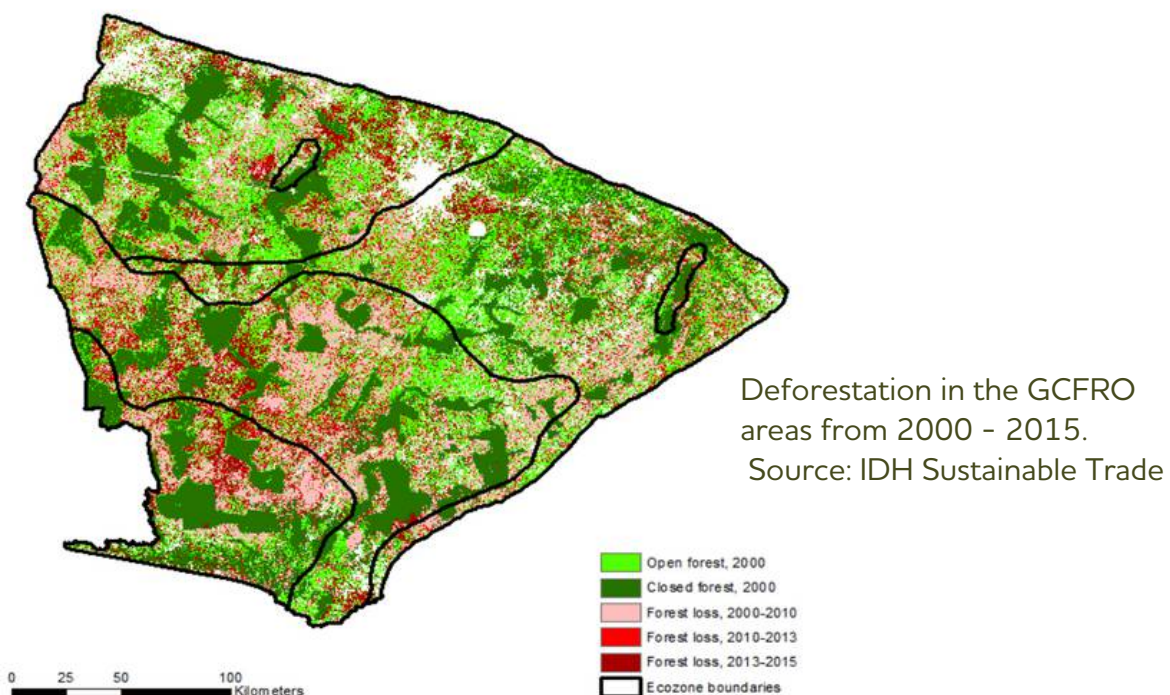 Deforestation in the GCFRO
areas from 2000 - 2015.
Source: IDH Sustainable Trade
Open forest, 2000
Closed forest, 2000
Forest loss, 2000-2010
Forest loss, 2010-2013
Forest loss, 2013-2015
Ecozone boundaries
0 25 50 100
Kilometers